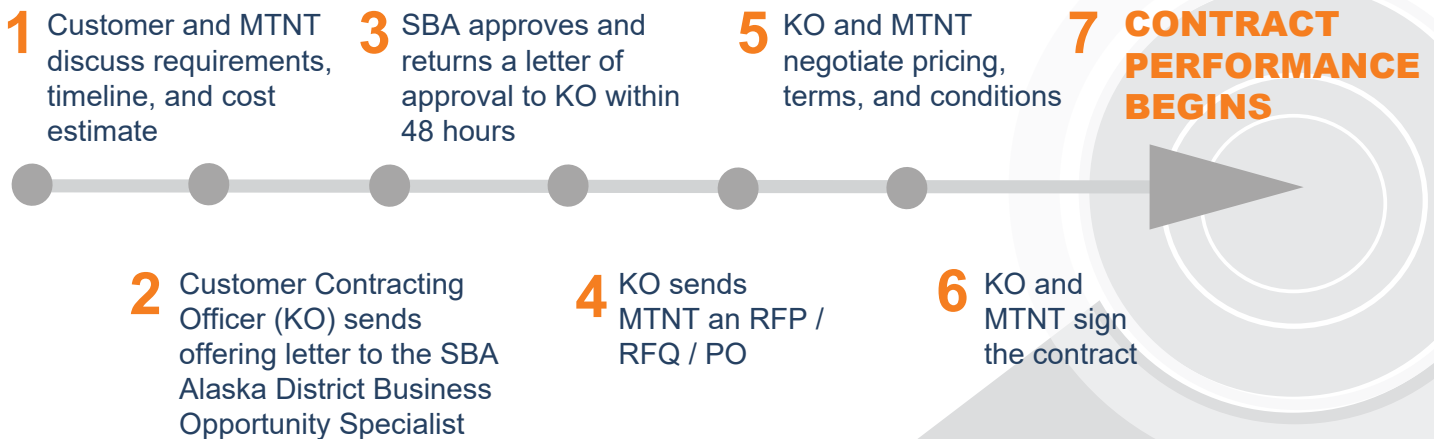 1
Customer and MTNT
discuss requirements,
timeline, and cost
estimate
2
Customer Contracting
Officer (KO) sends
offering letter to the SBA
Alaska District Business
Opportunity Specialist
3
SBA approves and
returns a letter of
approval to KO within
48 hours
4
KO sends
MTNT an RFP /
RFQ / PO
5
KO and MTNT
negotiate pricing,
terms, and conditions
6
KO and
MTNT sign
the contract
7
CONTRACT
PERFORMANCE
BEGINS